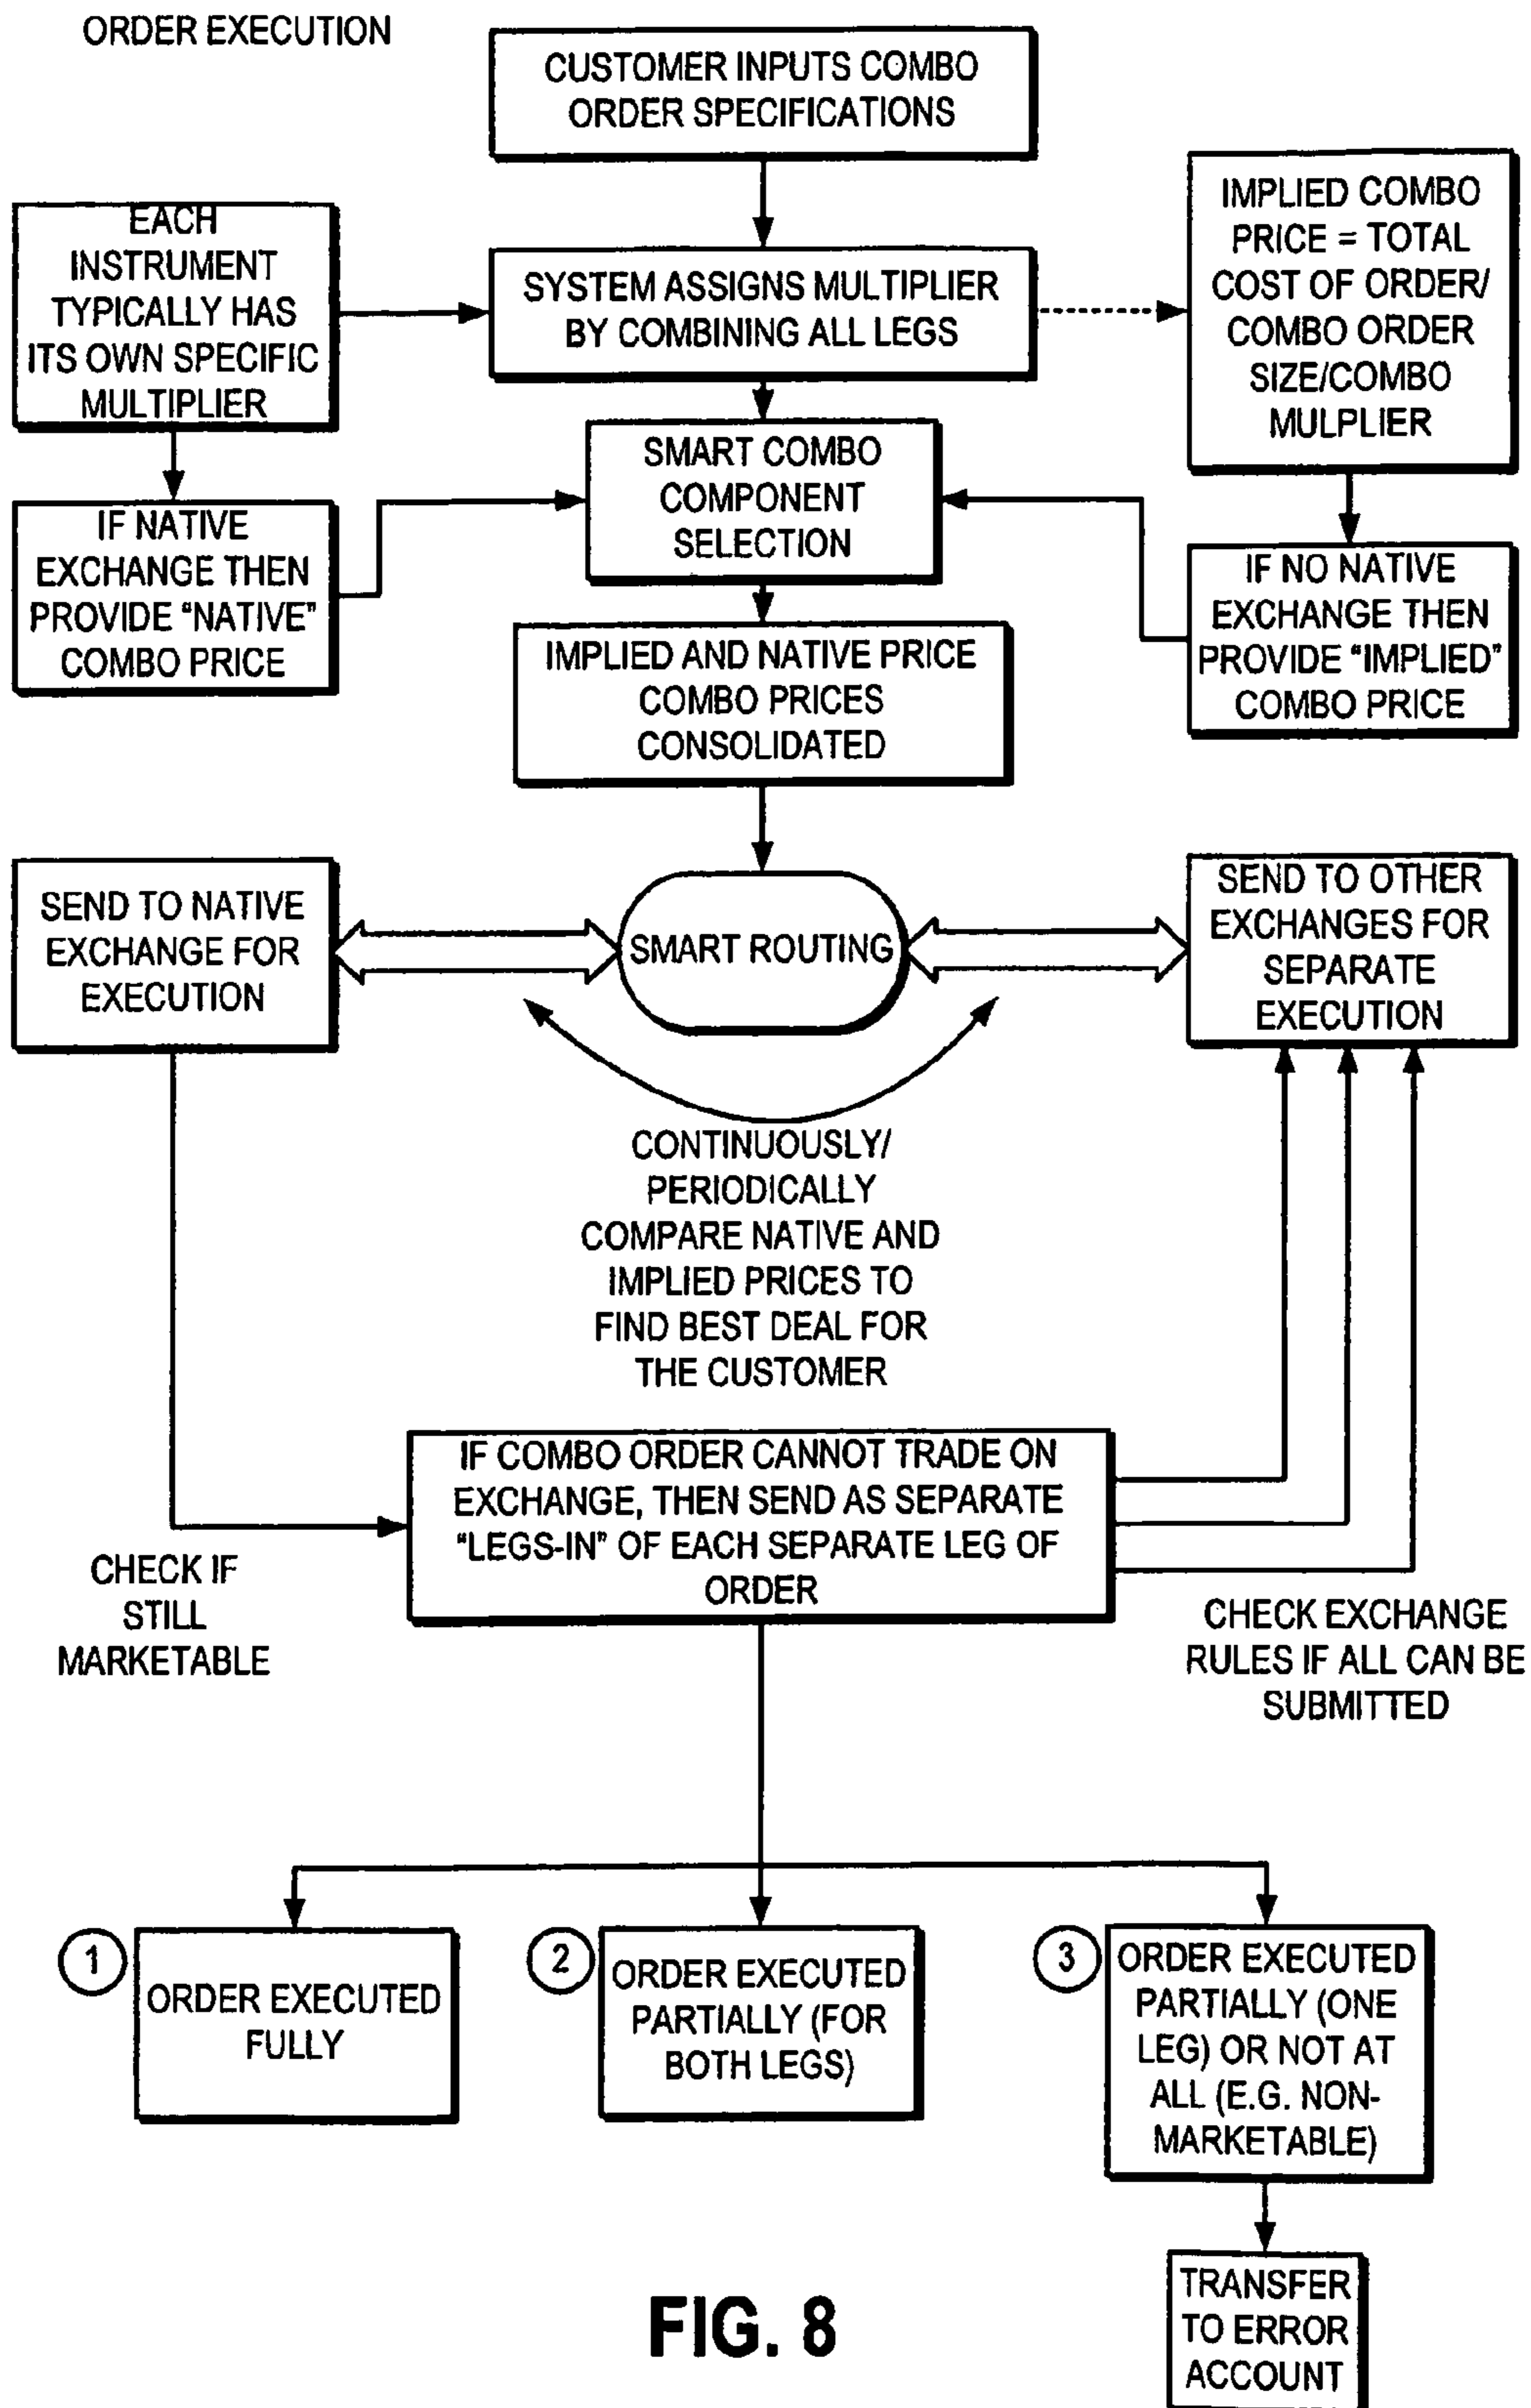 ORDER EXECUTION
CUSTOMER INPUTS COMBO
ORDER SPECIFICATIONS
EACH
INSTRUMENT
TYPICALLY HAS
ITS OWN SPECIFIC
MULTIPLIER
SYSTEM ASSIGNS MULTIPLIER
BY COMBINING ALL LEGS
IMPLIED COMBO
PRICE = TOTAL
COST OF ORDER/
COMBO ORDER
SIZE/COMBO
MULPLIER
SMART COMBO
COMPONENT
SELECTION
IF NATIVE
EXCHANGE THEN
PROVIDE "NATIVE"
COMBO PRICE
IF NO NATIVE
EXCHANGE THEN
PROVIDE "IMPLIED"
COMBO PRICE
IMPLIED AND NATIVE PRICE
COMBO PRICES
CONSOLIDATED
SEND TO NATIVE
EXCHANGE FOR
EXECUTION
SMART ROUTING
SEND TO OTHER
EXCHANGES FOR
SEPARATE
EXECUTION
CONTINUOUSLY/
PERIODICALLY
COMPARE NATIVE AND
IMPLIED PRICES TO
FIND BEST DEAL FOR
THE CUSTOMER
IF COMBO ORDER CANNOT TRADE ON
EXCHANGE, THEN SEND AS SEPARATE
"LEGS-IN" OF EACH SEPARATE LEG OF
ORDER
CHECK IF
STILL
MARKETABLE
CHECK EXCHANGE
RULES IF ALL CAN BE
SUBMITTED
1
ORDER EXECUTED
FULLY
2
ORDER EXECUTED
PARTIALLY (FOR
BOTH LEGS)
3
ORDER EXECUTED
PARTIALLY (ONE
LEG) OR NOT AT
ALL (E.G. NON-
MARKETABLE)
TRANSFER
TO ERROR
ACCOUNT
FIG. 8